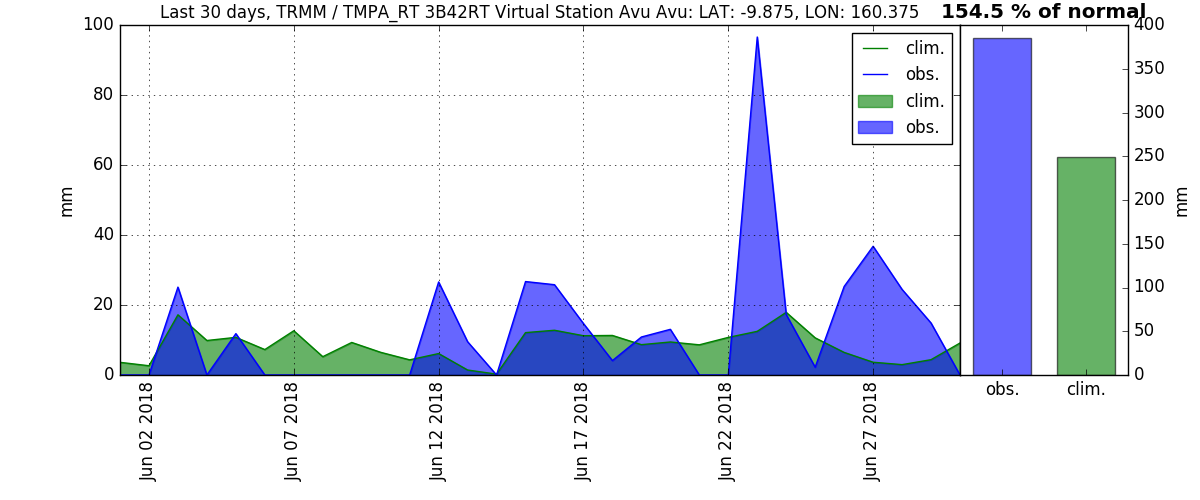 Last 30 days, TRMM / TMPA_RT 3B42RT Virtual Station Avu Avu: LAT: -9.875, LON: 160.375
154.5 % of normal
100
80
60
40
20
0
mm
Jun 02 2018
Jun 07 2018
Jun 12 2018
Jun 17 2018
Jun 22 2018
Jun 27 2018
clim.
obs.
clim.
obs.
400
350
300
250
200
150
100
50
0
mm
obs.
clim.